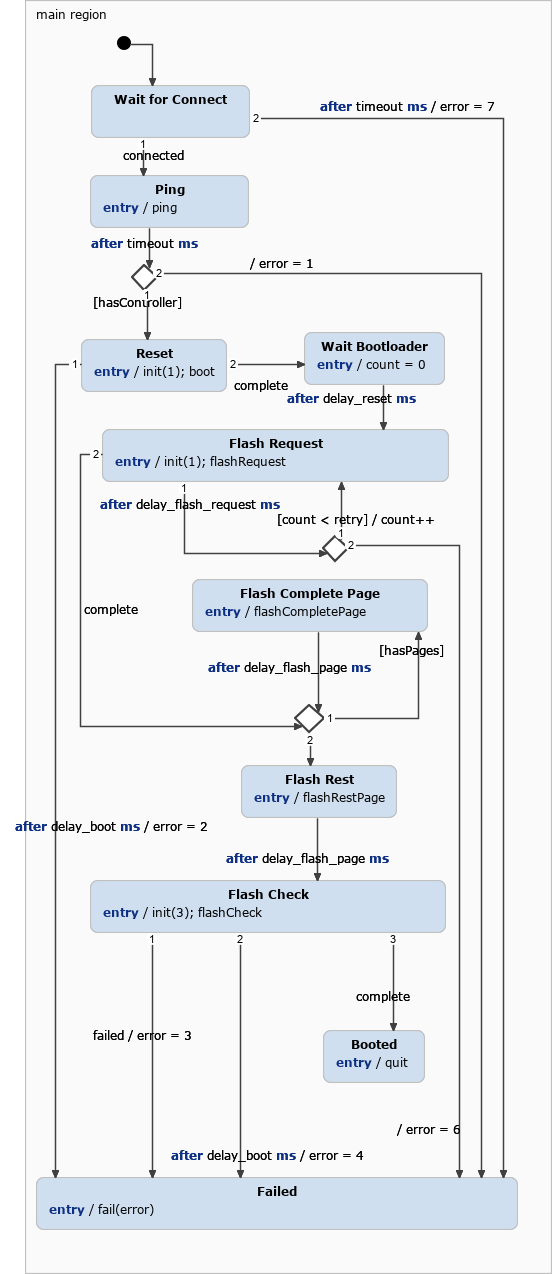 main region
Wait for Connect
2
after timeout ms / error = 7
1
connected
Ping
entry / ping
after timeout ms
2
/ error = 1
1
[hasController]
Reset
entry / init(1); boot
1
2
complete
Wait Bootloader
entry / count = 0
after delay_reset ms
Flash Request
entry / init(1); flashRequest
2
1
after delay_flash_request ms
[count < retry] / count++
1
2
Flash Complete Page
entry / flashCompletePage
complete
[hasPages]
after delay_flash_page ms
1
2
Flash Rest
entry / flashRestPage
after delay_boot ms / error = 2
after delay_flash_page ms
Flash Check
entry / init(3); flashCheck
1
2
3
complete
failed / error = 3
Booted
entry / quit
/ error = 6
after delay_boot ms / error = 4
Failed
entry / fail(error)